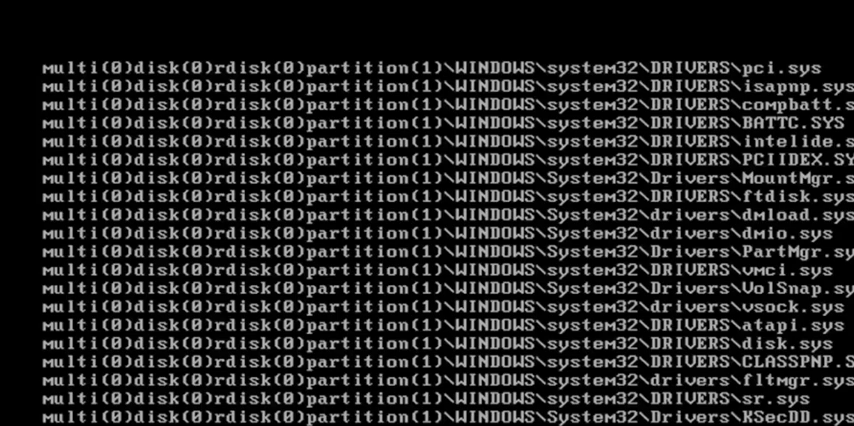 multi(0)disk(0)rdisk(0)partition(1)\WINDOWS\system32\DRIVERS\pci.sys
multi(0)disk(0)rdisk(0)partition(1)\WINDOWS\system32\DRIVERS\isapnp.sys
multi(0)disk(0)rdisk(0)partition(1)\WINDOWS\system32\DRIVERS\compbatt.s
multi(0)disk(0)rdisk(0)partition(1)\WINDOWS\system32\DRIVERS\BATTC.SYS
multi(0)disk(0)rdisk(0)partition(1)\WINDOWS\system32\DRIVERS\intelide.s
multi(0)disk(0)rdisk(0)partition(1)\WINDOWS\system32\DRIVERS\PCIIDEX.SY
multi(0)disk(0)rdisk(0)partition(1)\WINDOWS\System32\Drivers\MountMgr.s
multi(0)disk(0)rdisk(0)partition(1)\WINDOWS\system32\DRIVERS\ftdisk.sys
multi(0)disk(0)rdisk(0)partition(1)\WINDOWS\System32\drivers\dmload.sys
multi(0)disk(0)rdisk(0)partition(1)\WINDOWS\System32\drivers\dmio.sys
multi(0)disk(0)rdisk(0)partition(1)\WINDOWS\System32\Drivers\PartMgr.sy
multi(0)disk(0)rdisk(0)partition(1)\WINDOWS\system32\DRIVERS\vmci.sys
multi(0)disk(0)rdisk(0)partition(1)\WINDOWS\System32\Drivers\VolSnap.sy
multi(0)disk(0)rdisk(0)partition(1)\WINDOWS\system32\drivers\vsock.sys
multi(0)disk(0)rdisk(0)partition(1)\WINDOWS\system32\DRIVERS\atapi.sys
multi(0)disk(0)rdisk(0)partition(1)\WINDOWS\system32\DRIVERS\disk.sys
multi(0)disk(0)rdisk(0)partition(1)\WINDOWS\system32\DRIVERS\CLASSPNP.S
multi(0)disk(0)rdisk(0)partition(1)\WINDOWS\system32\drivers\fltmgr.sys
multi(0)disk(0)rdisk(0)partition(1)\WINDOWS\system32\DRIVERS\sr.sys
multi(0)disk(0)rdisk(0)partition(1)\WINDOWS\System32\Drivers\KSecDD.sys